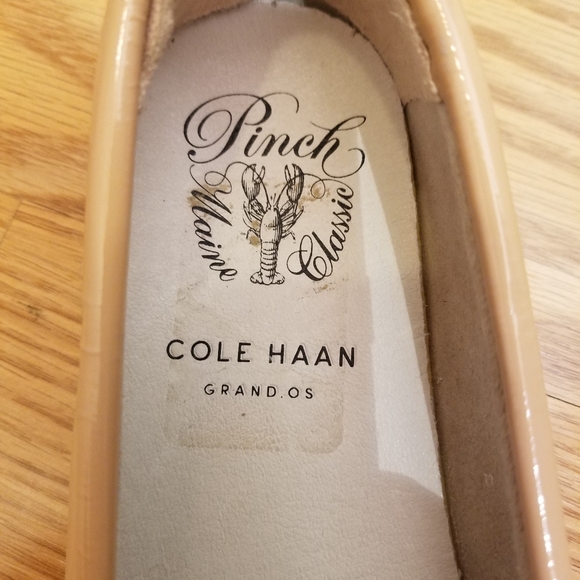 Pinch
Maine Classic
COLE HAAN
GRAND.OS